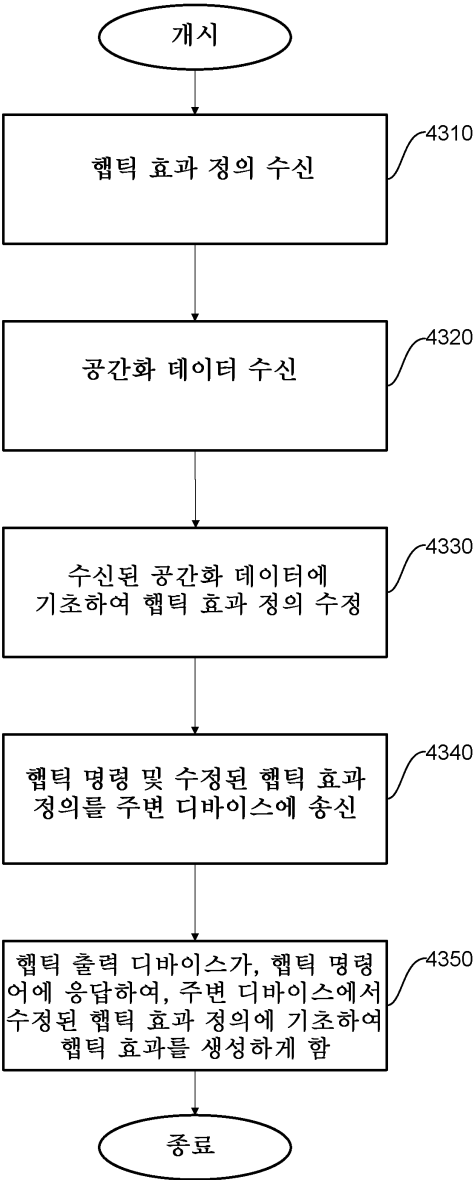 개시
4310
햅틱 효과 정의 수신
4320
공간화 데이터 수신
4330
수신된 공간화 데이터에
기초하여 햅틱 효과 정의 수정
4340
햅틱 명령 및 수정된 햅틱 효과
정의를 주변 디바이스에 송신
4350
햅틱 출력 디바이스가, 햅틱 명령
어에 응답하여, 주변 디바이스에서
수정된 햅틱 효과 정의에 기초하여
햅틱 효과를 생성하게 함
종료